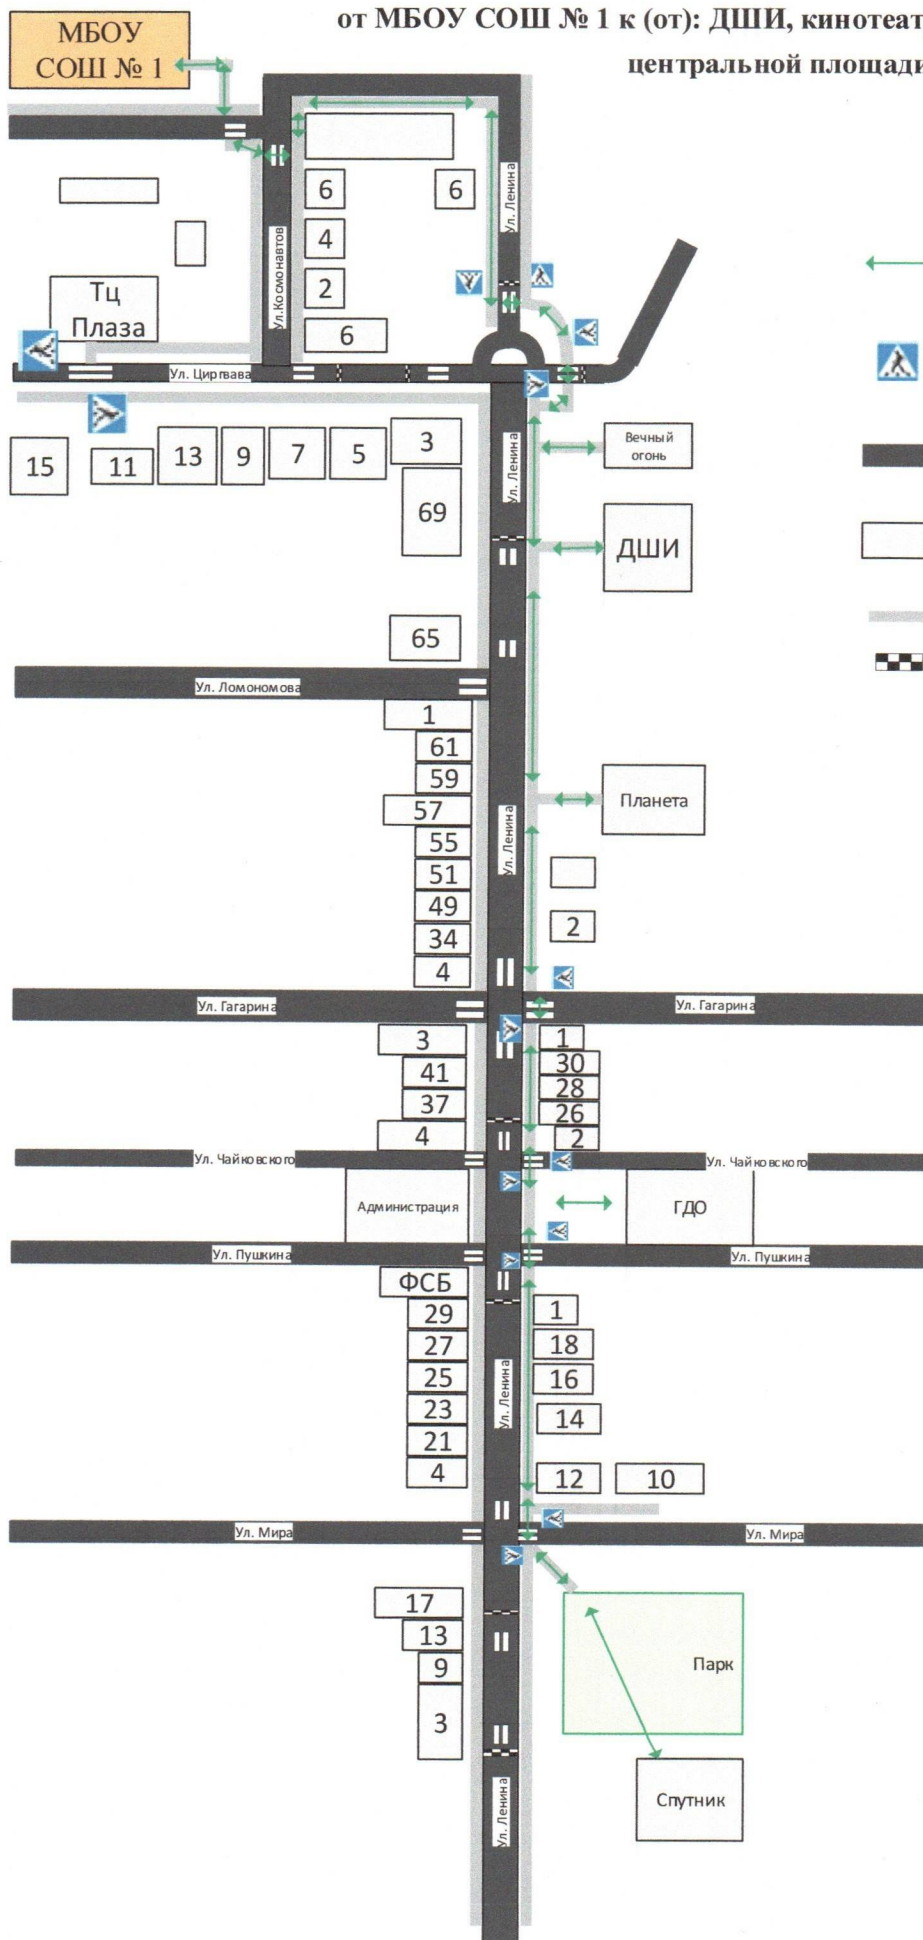 от МБОУ СОШ № 1 к (от): ДШИ, кинотеат
центральной площади
МБОУ
СОШ № 1
6
6
4
2
6
Ул.Космонавтов
Ул. Ленина
Тц
Плаза
Ул. Циргвава
15
11
13
9
7
5
3
69
Ул. Ленина
Вечный
огонь
ДШИ
65
Ул. Ломономова
1
61
59
57
55
51
49
34
4
Ул. Ленина
Планета
2
Ул. Гагарина
Ул. Гагарина
3
41
37
4
1
30
28
26
2
Ул. Чайковского
Ул. Чайковского
Администрация
ГДО
Ул. Пушкина
Ул. Пушкина
ФСБ
29
27
25
23
21
4
Ул. Ленина
1
18
16
14
12
10
Ул. Мира
Ул. Мира
17
13
9
3
Парк
Спутник
Ул. Ленина